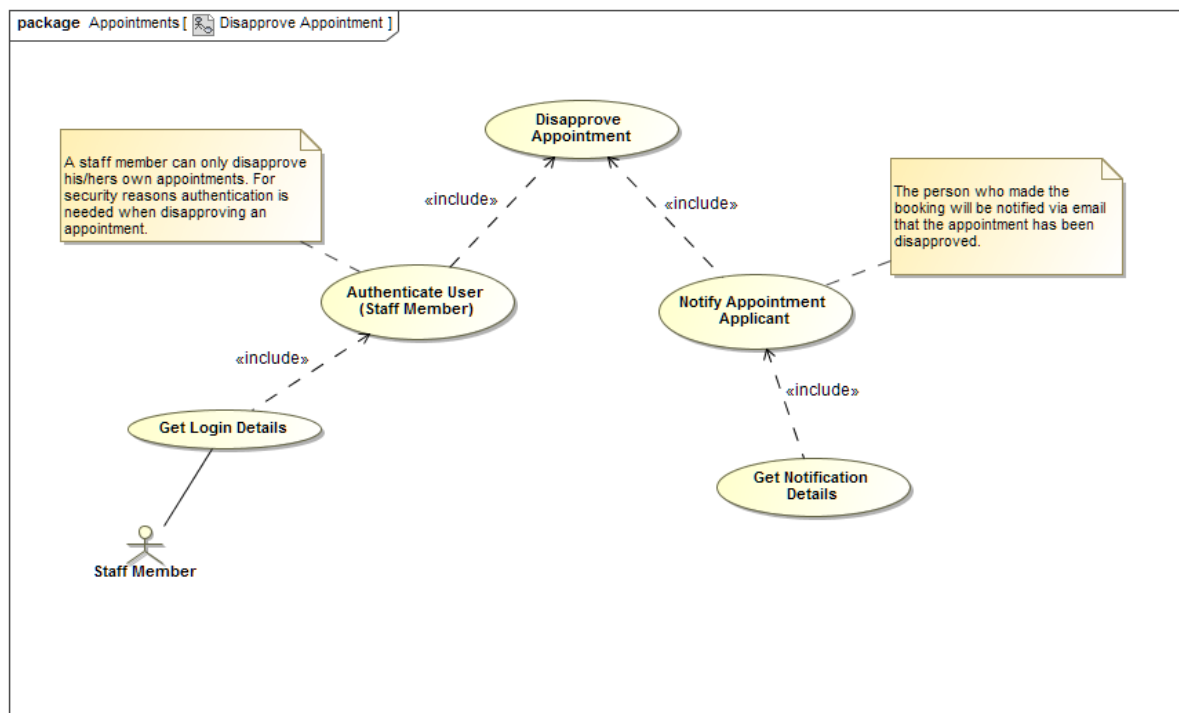 package Appointments [ Disapprove Appointment ]
Disapprove
Appointment
A staff member can only disapprove
his/hers own appointments. For
security reasons authentication is
needed when disapproving an
appointment.
The person who made the
booking will be notified via email
that the appointment has been
disapproved.
«include»
«include»
Authenticate User
(Staff Member)
Notify Appointment
Applicant
«include»
«include»
Get Login Details
Get Notification
Details
Staff Member